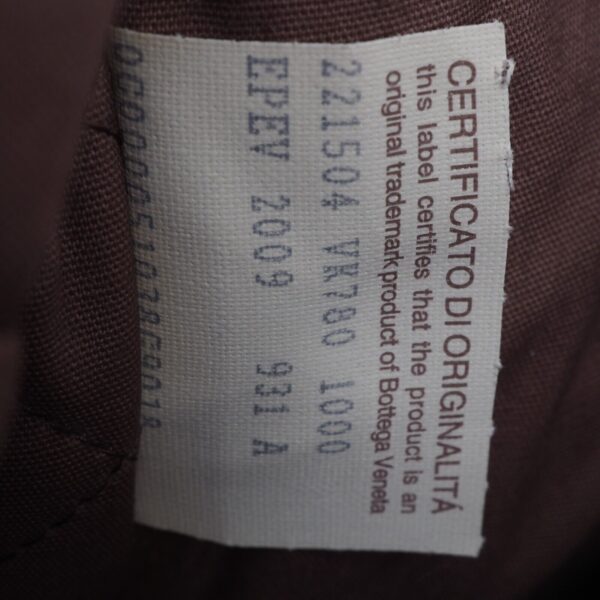 CERTIFICATO DI ORIGINALITÁ
this label certifies that the product is an
original trademark product of Bottega Veneta
221504 VK780 1000
EPEV 2009 931 A